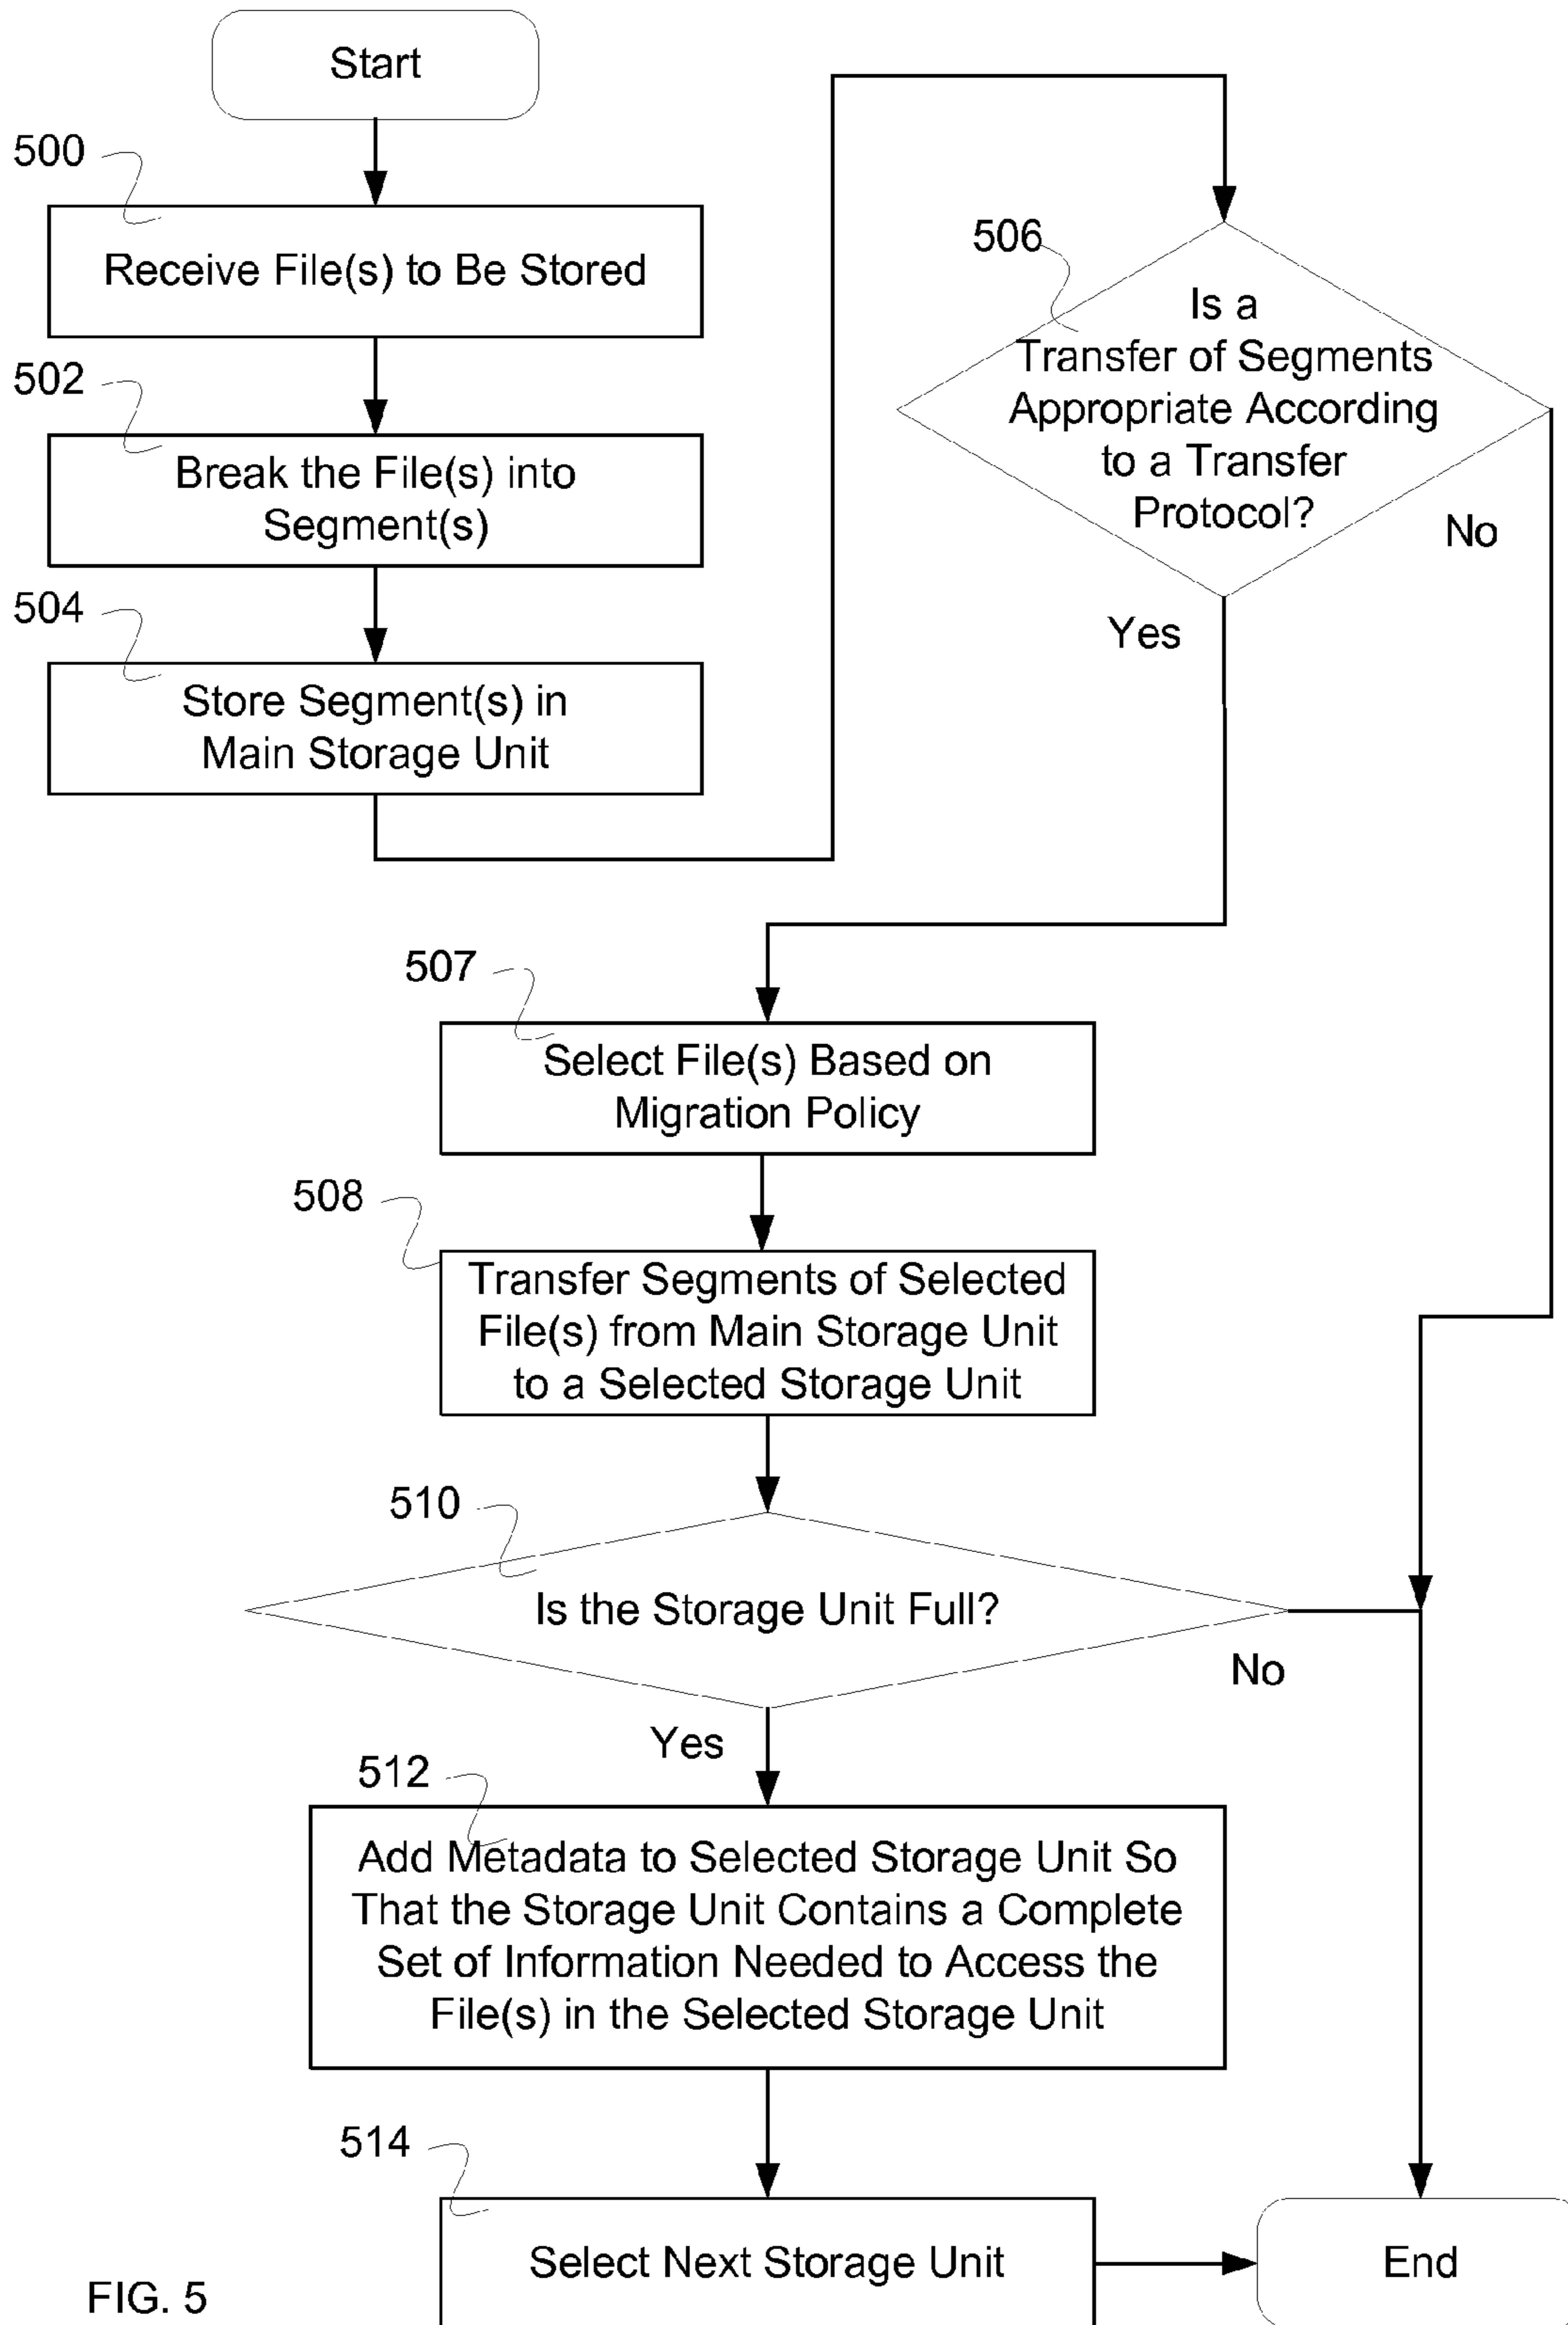 Start
500
Receive File(s) to Be Stored
502
Break the File(s) into
Segment(s)
504
Store Segment(s) in
Main Storage Unit
506
Is a
Transfer of Segments
Appropriate According
to a Transfer
Protocol?
No
Yes
507
Select File(s) Based on
Migration Policy
508
Transfer Segments of Selected
File(s) from Main Storage Unit
to a Selected Storage Unit
510
Is the Storage Unit Full?
No
Yes
512
Add Metadata to Selected Storage Unit So
That the Storage Unit Contains a Complete
Set of Information Needed to Access the
File(s) in the Selected Storage Unit
514
Select Next Storage Unit
End
FIG. 5